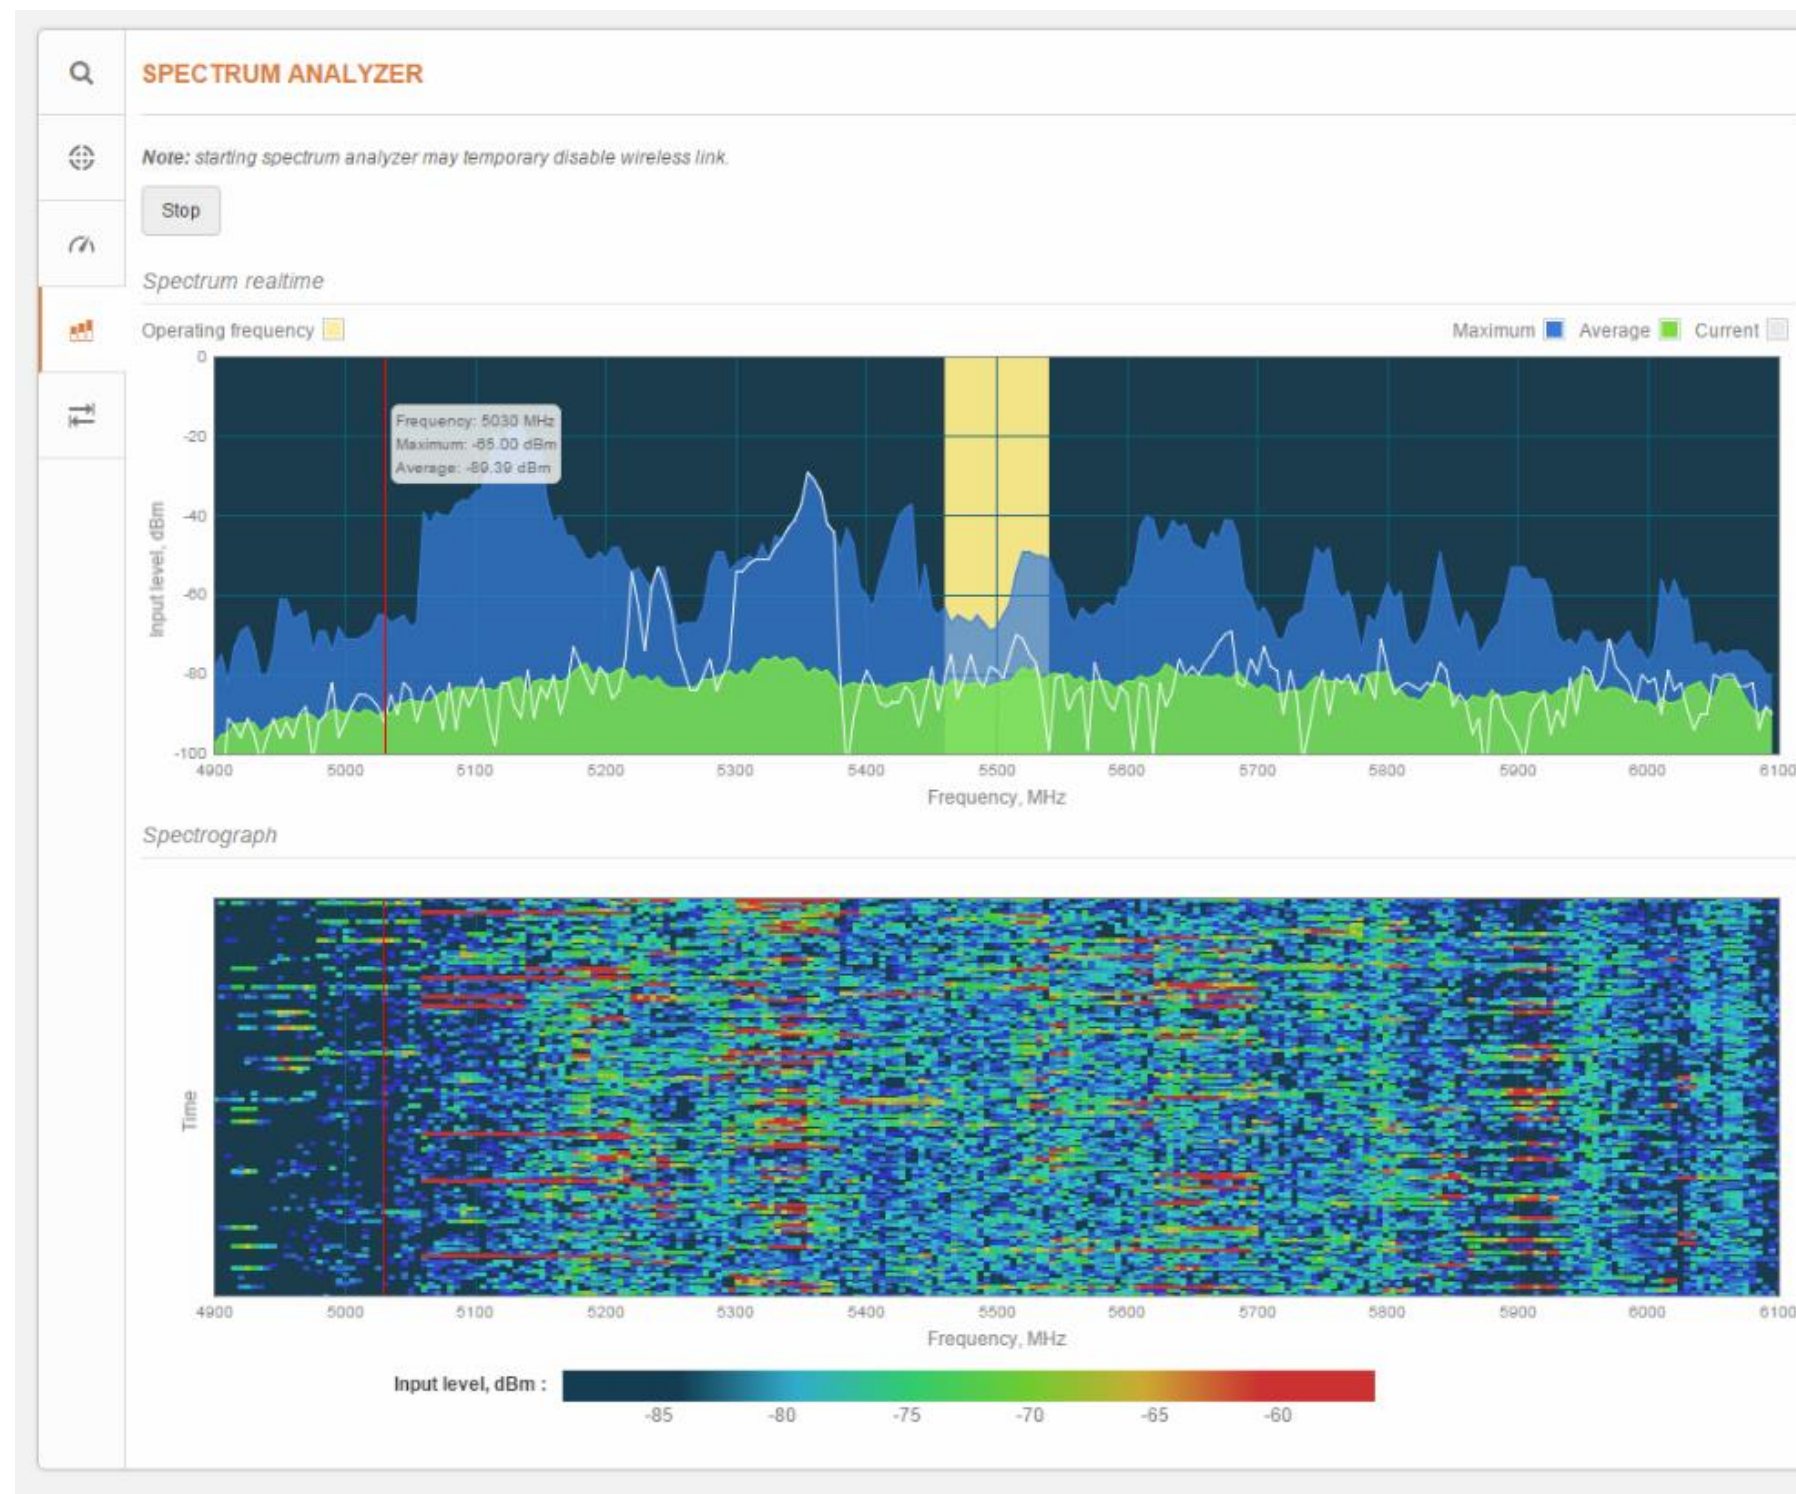 SPECTRUM ANALYZER
Note: starting spectrum analyzer may temporary disable wireless link.
Stop
Spectrum realtime
Operating frequency
Maximum Average Current
0
-20
-40
-60
-80
-100
Input level, dBm
Frequency: 5030 MHz
Maximum: -65.00 dBm
Average: -89.39 dBm
4900 5000 5100 5200 5300 5400 5500 5600 5700 5800 5900 6000 6100
Frequency, MHz
Spectrograph
Time
4900 5000 5100 5200 5300 5400 5500 5600 5700 5800 5900 6000 6100
Frequency, MHz
Input level, dBm :
-85 -80 -75 -70 -65 -60